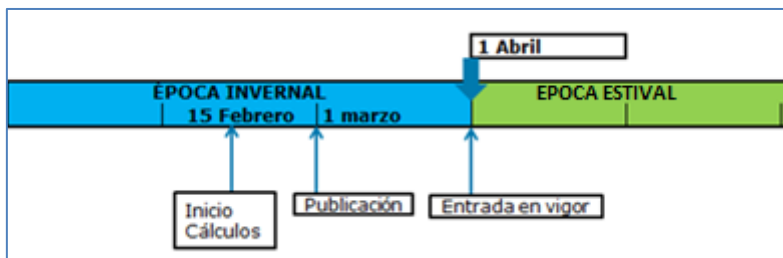 1 Abril
ÉPOCA INVERNAL
EPOCA ESTIVAL
15 Febrero
1 marzo
Inicio
Cálculos
Publicación
Entrada en vigor